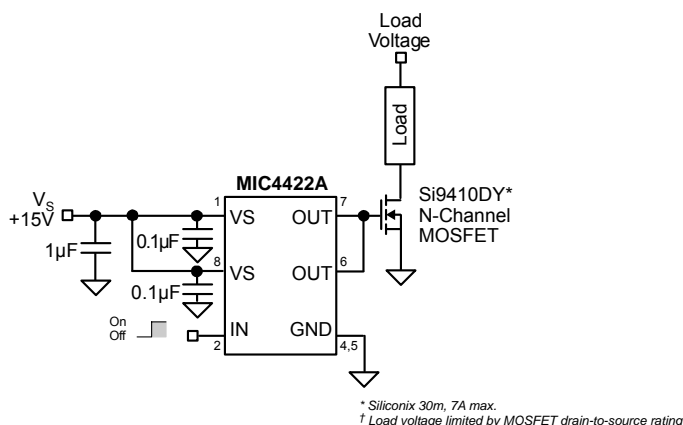 Load
Voltage
Load
MIC4422A
Si9410DY*
N-Channel
MOSFET
V_S
+15V
1
VS
OUT
7
1µF
0.1µF
8
VS
OUT
6
0.1µF
On
Off
IN
2
GND
4,5
* Siliconix 30m, 7A max.
† Load voltage limited by MOSFET drain-to-source rating